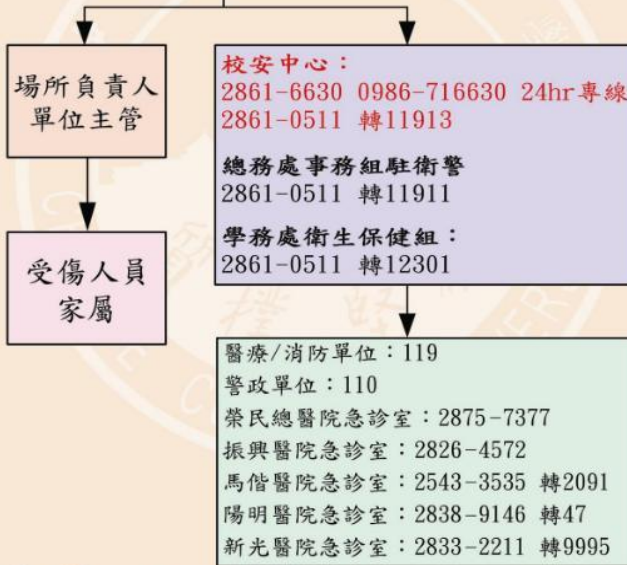 場所負責人
單位主管
受傷人員
家屬
校安中心：
2861-6630 0986-716630 24hr專線
2861-0511 轉11913
總務處事務組駐衛警
2861-0511 轉11911
學務處衛生保健組：
2861-0511 轉12301
醫療/消防單位：119
警政單位：110
榮民總醫院急診室：2875-7377
振興醫院急診室：2826-4572
馬偕醫院急診室：2543-3535 轉2091
陽明醫院急診室：2838-9146 轉47
新光醫院急診室：2833-2211 轉9995